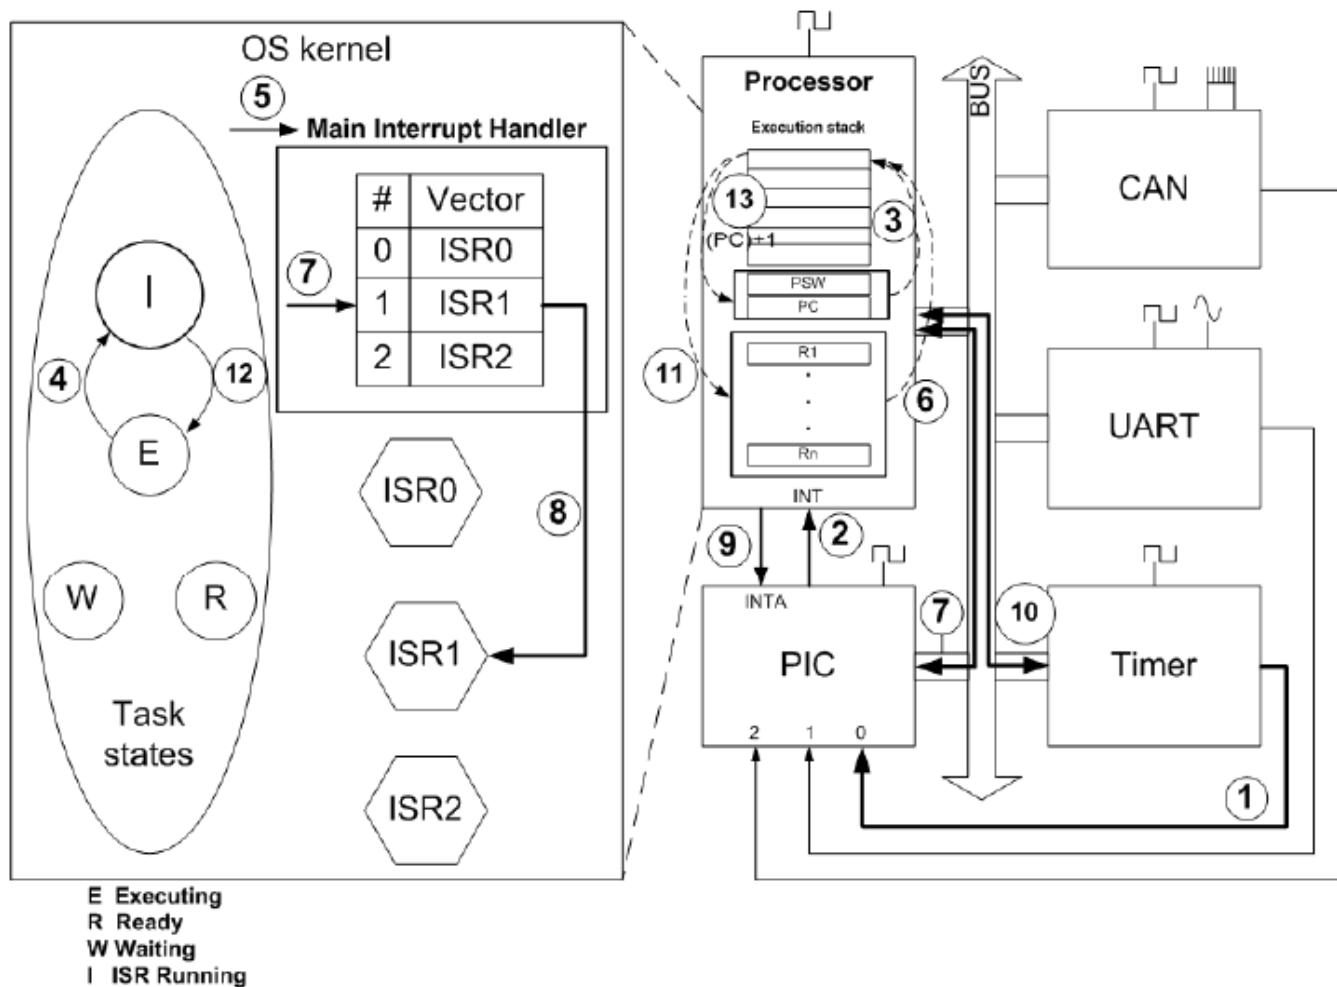 OS kernel
5
Main Interrupt Handler
# Vector
0 ISR0
1 ISR1
2 ISR2
7
I
4
12
E
W
R
Task
states
ISR0
8
ISR1
ISR2
E Executing
R Ready
W Waiting
I ISR Running
Processor
Execution stack
13
3
(PC)+1
PSW
PC
11
R1
6
Rn
INT
9
2
INTA
PIC
2 1 0
7
BUS
CAN
UART
10
Timer
1